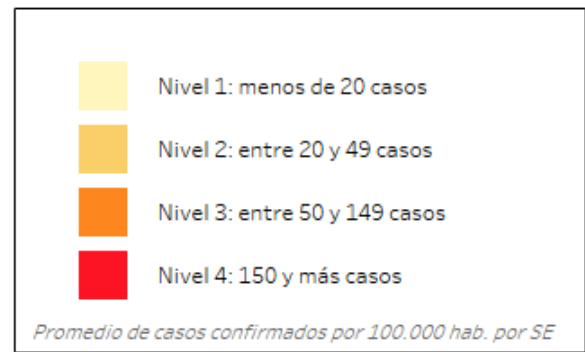 Nivel 1: menos de 20 casos
Nivel 2: entre 20 y 49 casos
Nivel 3: entre 50 y 149 casos
Nivel 4: 150 y más casos
Promedio de casos confirmados por 100.000 hab. por SE